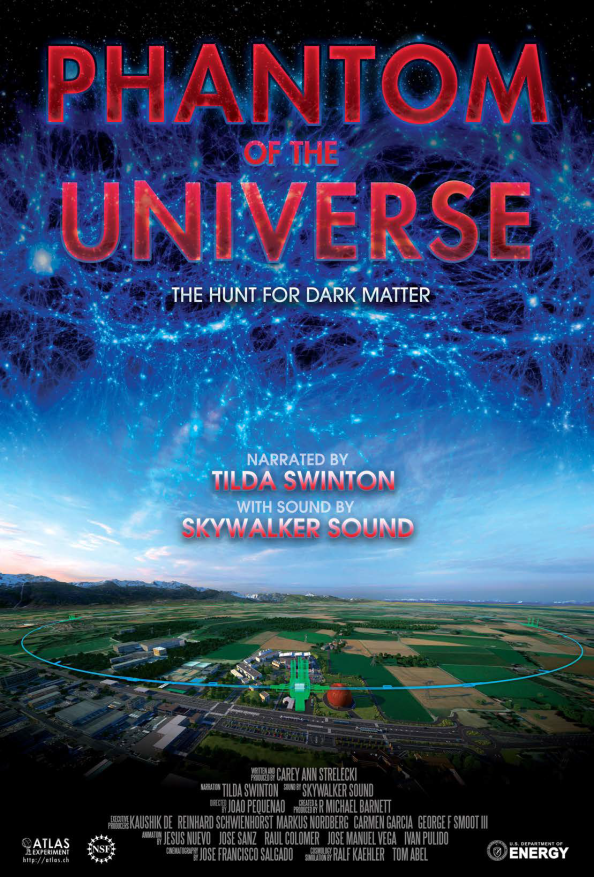 PHANTOM
OF THE
UNIVERSE
THE HUNT FOR DARK MATTER
NARRATED BY
TILDA SWINTON
WITH SOUND BY
SKYWALKER SOUND
WRITTEN AND PRODUCED BY CAREY ANN STRELECKI
NARRATION TILDA SWINTON SOUND BY SKYWALKER SOUND
DIRECTED BY JOAO PEQUENAO CREATED & PRODUCED BY R MICHAEL BARNETT
EXECUTIVE PRODUCERS KAUSHIK DE REINHARD SCHWIENHORST MARKUS NORDBERG CARMEN GARCIA GEORGE F SMOOT III
ANIMATION BY JESUS NUEVO JOSE SANZ RAUL COLOMER JOSE MANUEL VEGA IVAN PULIDO
CINEMATOGRAPHY BY JOSE FRANCISCO SALGADO COSMOLOGY SIMULATION BY RALF KAEHLER TOM ABEL
ATLAS
EXPERIMENT
http://atlas.ch
NSF
U.S. DEPARTMENT OF
ENERGY